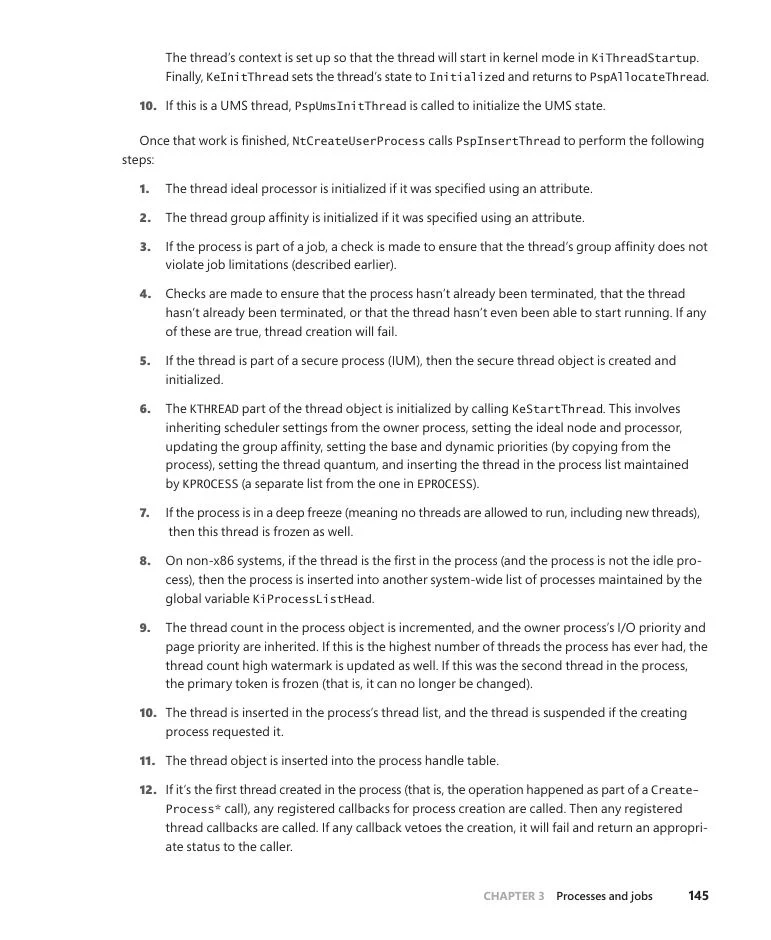 The thread's context is set up so that the thread will start in kernel mode in KiThreadStartup.
Finally, KeInitThread sets the thread's state to Initialized and returns to PspAllocateThread.
10. If this is a UMS thread, PspUmsInitThread is called to initialize the UMS state.
Once that work is finished, NtCreateUserProcess calls PspInsertThread to perform the following
steps:
1. The thread ideal processor is initialized if it was specified using an attribute.
2. The thread group affinity is initialized if it was specified using an attribute.
3. If the process is part of a job, a check is made to ensure that the thread's group affinity does not
violate job limitations (described earlier).
4. Checks are made to ensure that the process hasn't already been terminated, that the thread
hasn't already been terminated, or that the thread hasn't even been able to start running. If any
of these are true, thread creation will fail.
5. If the thread is part of a secure process (IUM), then the secure thread object is created and
initialized.
6. The KTHREAD part of the thread object is initialized by calling KeStartThread. This involves
inheriting scheduler settings from the owner process, setting the ideal node and processor,
updating the group affinity, setting the base and dynamic priorities (by copying from the
process), setting the thread quantum, and inserting the thread in the process list maintained
by KPROCESS (a separate list from the one in EPROCESS).
7. If the process is in a deep freeze (meaning no threads are allowed to run, including new threads),
then this thread is frozen as well.
8. On non-x86 systems, if the thread is the first in the process (and the process is not the idle pro-
cess), then the process is inserted into another system-wide list of processes maintained by the
global variable KiProcessListHead.
9. The thread count in the process object is incremented, and the owner process's I/O priority and
page priority are inherited. If this is the highest number of threads the process has ever had, the
thread count high watermark is updated as well. If this was the second thread in the process,
the primary token is frozen (that is, it can no longer be changed).
10. The thread is inserted in the process's thread list, and the thread is suspended if the creating
process requested it.
11. The thread object is inserted into the process handle table.
12. If it's the first thread created in the process (that is, the operation happened as part of a Create-
Process* call), any registered callbacks for process creation are called. Then any registered
thread callbacks are called. If any callback vetoes the creation, it will fail and return an appropri-
ate status to the caller.
CHAPTER 3 Processes and jobs 145